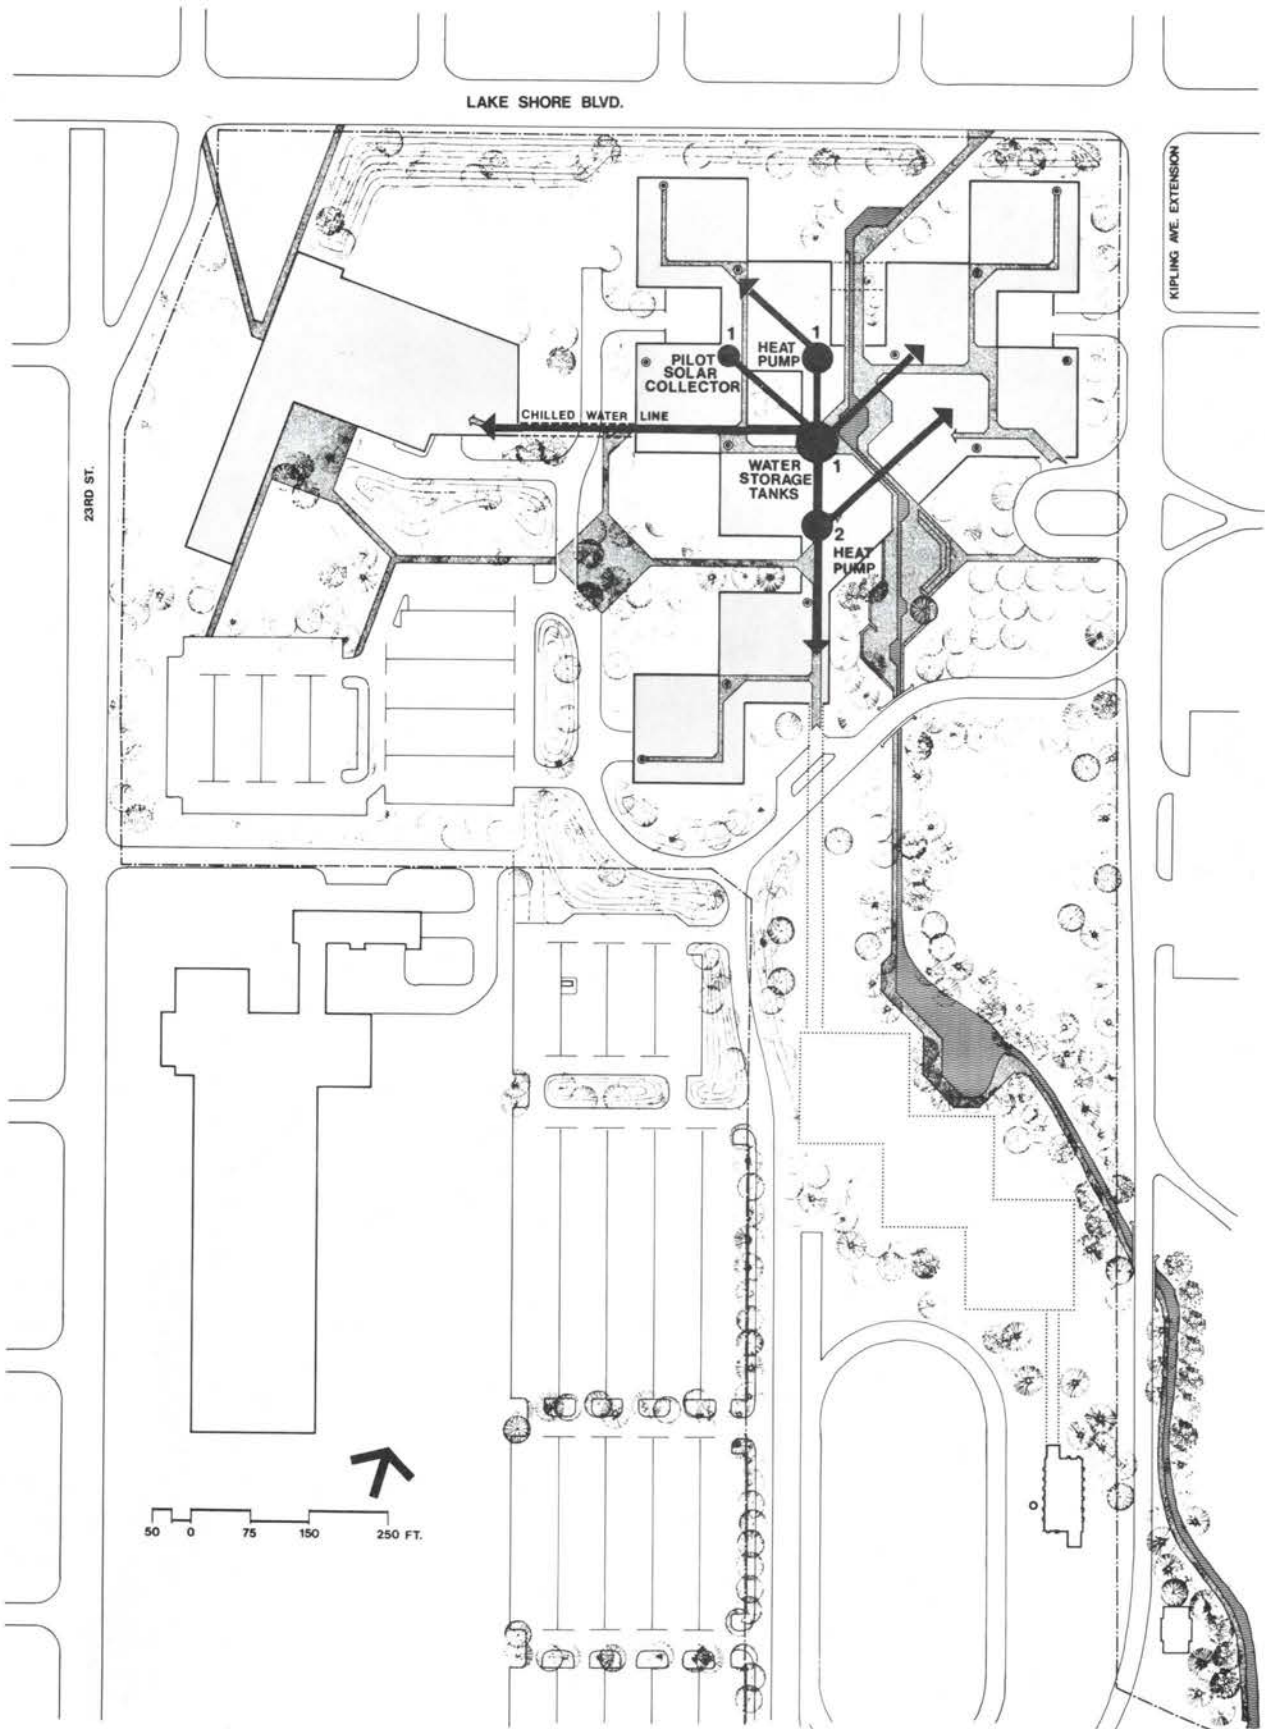 LAKE SHORE BLVD.
KIPLING AVE. EXTENSION
1
1
PILOT
SOLAR
COLLECTOR
HEAT
PUMP
CHILLED WATER LINE
23RD ST.
WATER
STORAGE
TANKS
1
2
HEAT
PUMP
50 0 75 150 250 FT.